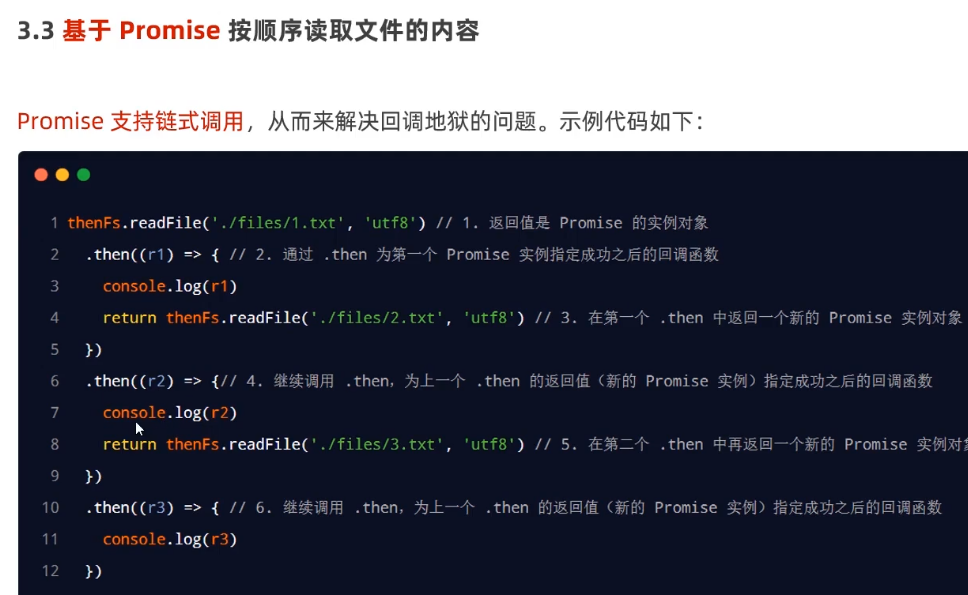 3.3 基于 Promise 按顺序读取文件的内容
Promise 支持链式调用，从而来解决回调地狱的问题。示例代码如下：
1 thenFs.readFile('./files/1.txt', 'utf8') // 1. 返回值是 Promise 的实例对象
2 .then((r1) => { // 2. 通过 .then 为第一个 Promise 实例指定成功之后的回调函数
3 console.log(r1)
4 return thenFs.readFile('./files/2.txt', 'utf8') // 3. 在第一个 .then 中返回一个新的 Promise 实例对象
5 })
6 .then((r2) => {// 4. 继续调用 .then，为上一个 .then 的返回值（新的 Promise 实例）指定成功之后的回调函数
7 console.log(r2)
8 return thenFs.readFile('./files/3.txt', 'utf8') // 5. 在第二个 .then 中再返回一个新的 Promise 实例对
9 })
10 .then((r3) => { // 6. 继续调用 .then，为上一个 .then 的返回值（新的 Promise 实例）指定成功之后的回调函数
11 console.log(r3)
12 })